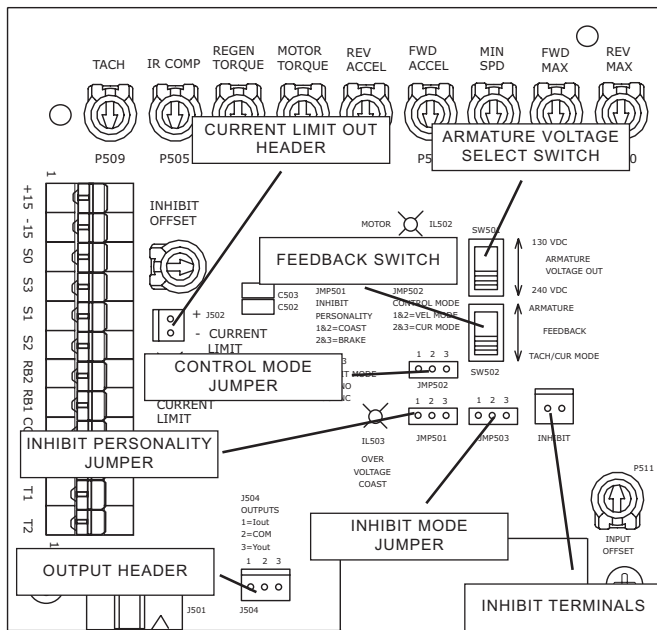 TACH
IR COMP
REGEN TORQUE
MOTOR TORQUE
REV ACCEL
FWD ACCEL
MIN SPD
FWD MAX
REV MAX
P509
P505
CURRENT LIMIT OUT
HEADER
ARMATURE VOLTAGE
SELECT SWITCH
1
+15
-15
S0
S3
S1
S2
RB2
RB1
T1
T2
1
INHIBIT
OFFSET
MOTOR
IL502
SW501
130 VDC
ARMATURE
VOLTAGE OUT
240 VDC
FEEDBACK SWITCH
C503
C502
JMP501
INHIBIT
PERSONALITY
1&2=COAST
2&3=BRAKE
JMP502
CONTROL MODE
1&2=VEL MODE
2&3=CUR MODE
ARMATURE
FEEDBACK
TACH/CUR MODE
SW502
+
J502
- CURRENT
LIMIT
CONTROL MODE
JUMPER
1 2 3
JMP502
CURRENT
LIMIT
INHIBIT PERSONALITY
JUMPER
IL503
OVER
VOLTAGE
COAST
1 2 3
JMP501
1 2 3
JMP503
INHIBIT
P511
INPUT
OFFSET
J504
OUTPUTS
1=Iout
2=COM
3=Yout
1 2 3
J504
INHIBIT MODE
JUMPER
OUTPUT HEADER
J501
INHIBIT TERMINALS